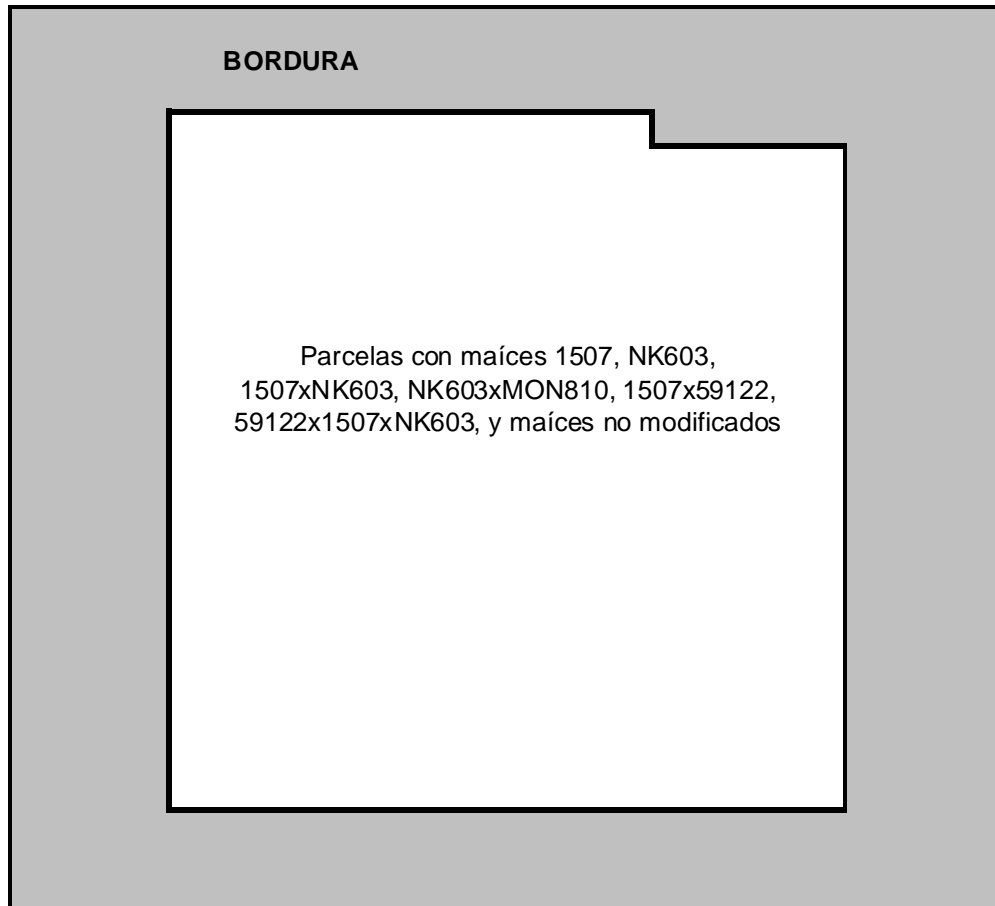 BORDURA
Parcelas con maíces 1507, NK603,
1507xNK603, NK603xMON810, 1507x59122,
59122x1507xNK603, y maíces no modificados